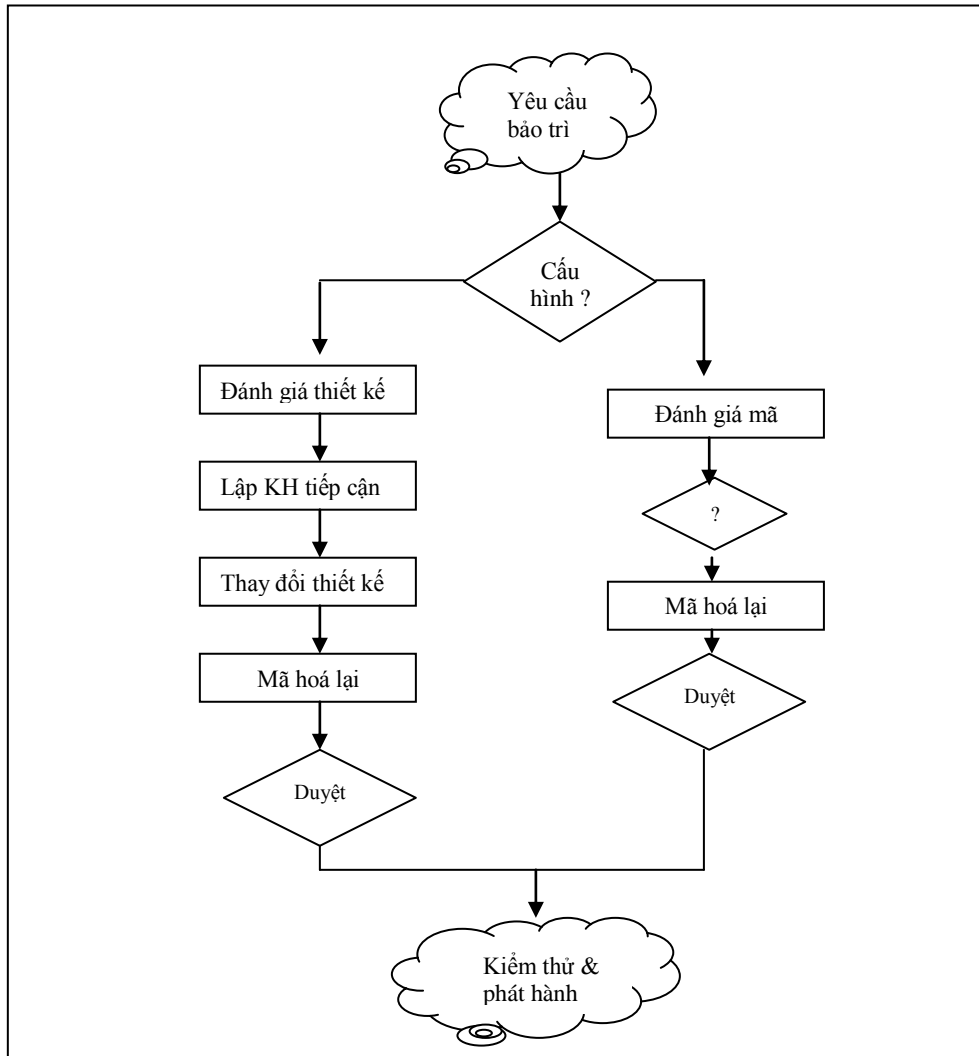 Yêu cầu
bảo trì
Cấu
hình ?
Đánh giá thiết kế
Lập KH tiếp cận
Thay đổi thiết kế
Mã hoá lại
Duyệt
Đánh giá mã
?
Mã hoá lại
Duyệt
Kiểm thử &
phát hành